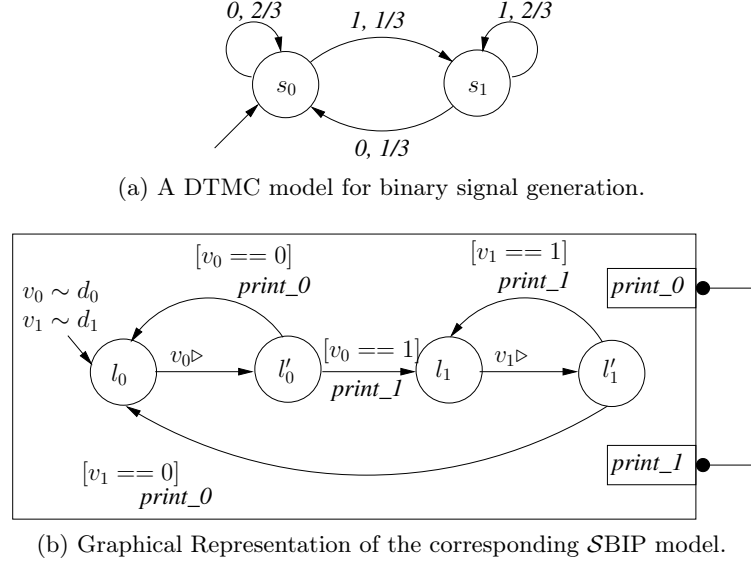 0, 2/3
1, 1/3
1, 2/3
s₀
s₁
0, 1/3
(a) A DTMC model for binary signal generation.
[v₀ == 0]
print_0
[v₁ == 1]
print_1
print_0
v₀ ∼ d₀
v₁ ∼ d₁
l₀
v₀▷
l′₀
[v₀ == 1]
print_1
l₁
v₁▷
l′₁
[v₁ == 0]
print_0
print_1
(b) Graphical Representation of the corresponding 𝒮BIP model.